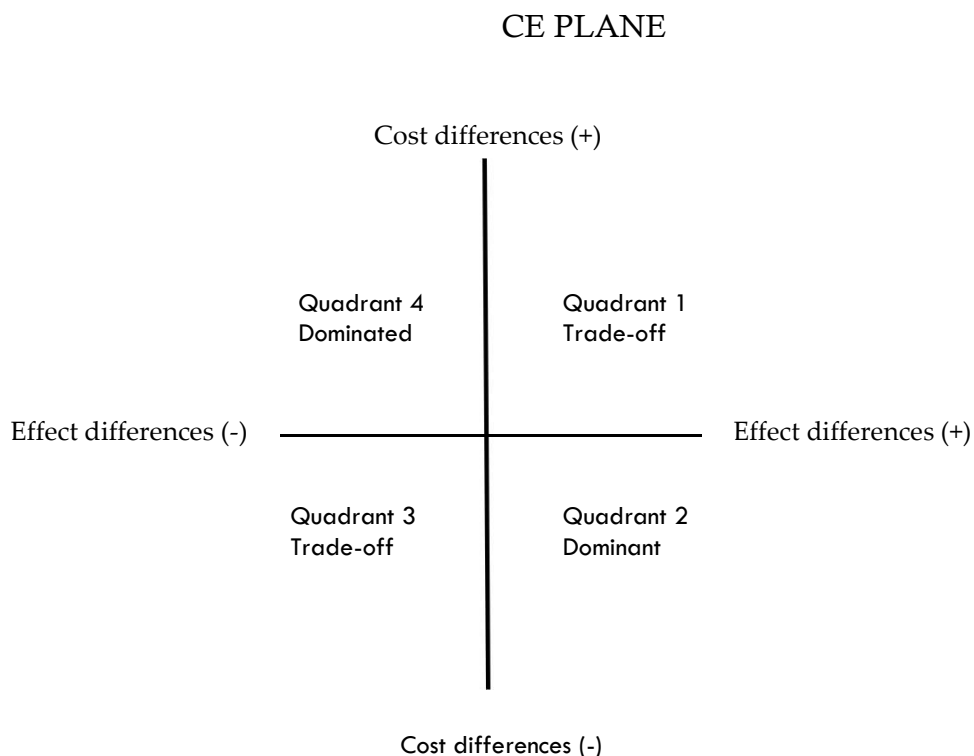 CE PLANE
Cost differences (+)
Quadrant 4
Dominated
Quadrant 1
Trade-off
Effect differences (-)
Effect differences (+)
Quadrant 3
Trade-off
Quadrant 2
Dominant
Cost differences (-)